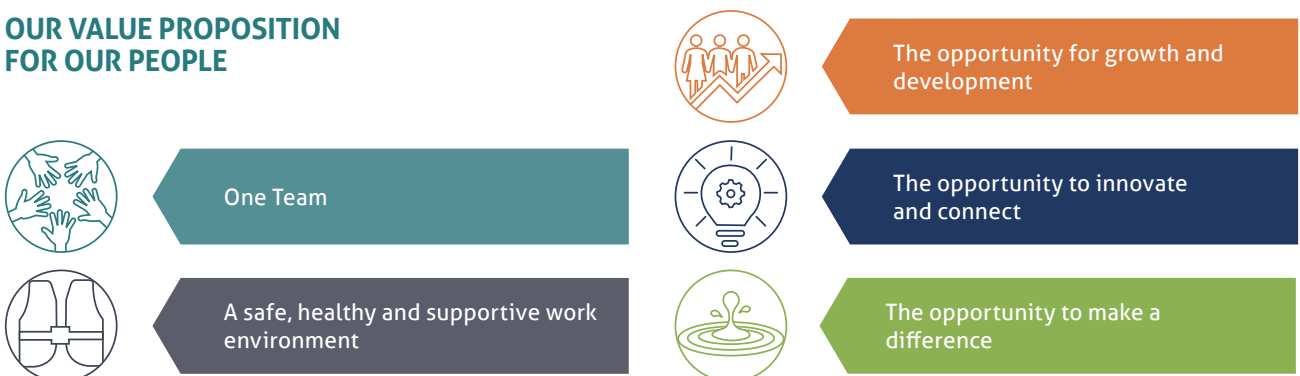 OUR VALUE PROPOSITION
FOR OUR PEOPLE
One Team
A safe, healthy and supportive work
environment
The opportunity for growth and
development
The opportunity to innovate
and connect
The opportunity to make a
difference